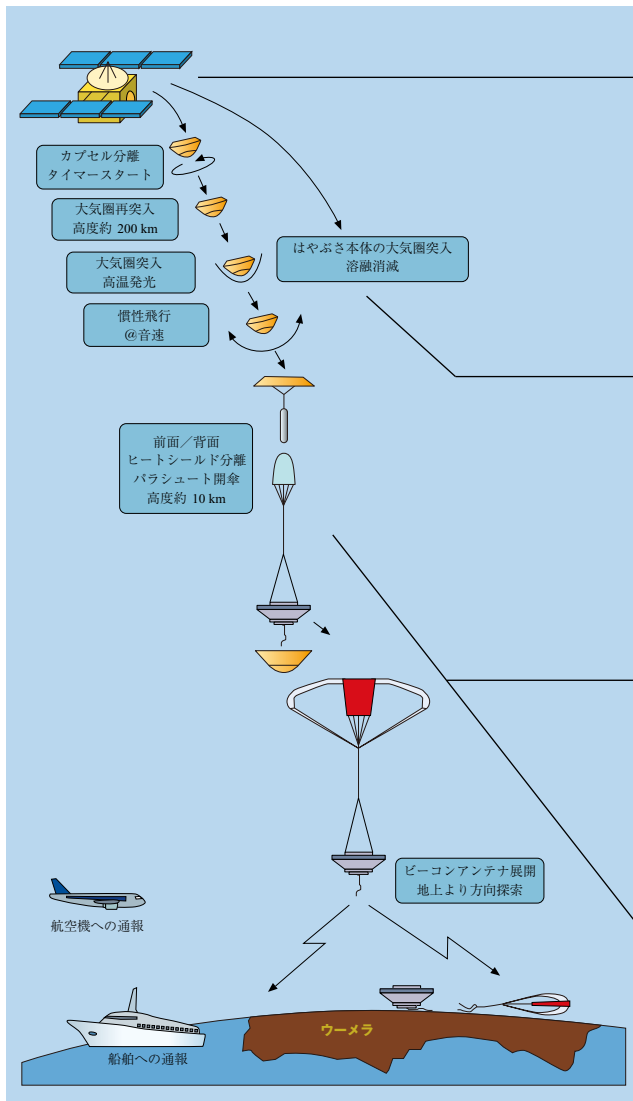 カプセル分離
タイマースタート
大気圏再突入
高度約 200 km
はやぶさ本体の大気圏突入
溶融消滅
大気圏突入
高温発光
慣性飛行
@音速
前面／背面
ヒートシールド分離
パラシュート開傘
高度約 10 km
ビーコンアンテナ展開
地上より方向探索
航空機への通報
ウーメラ
船舶への通報